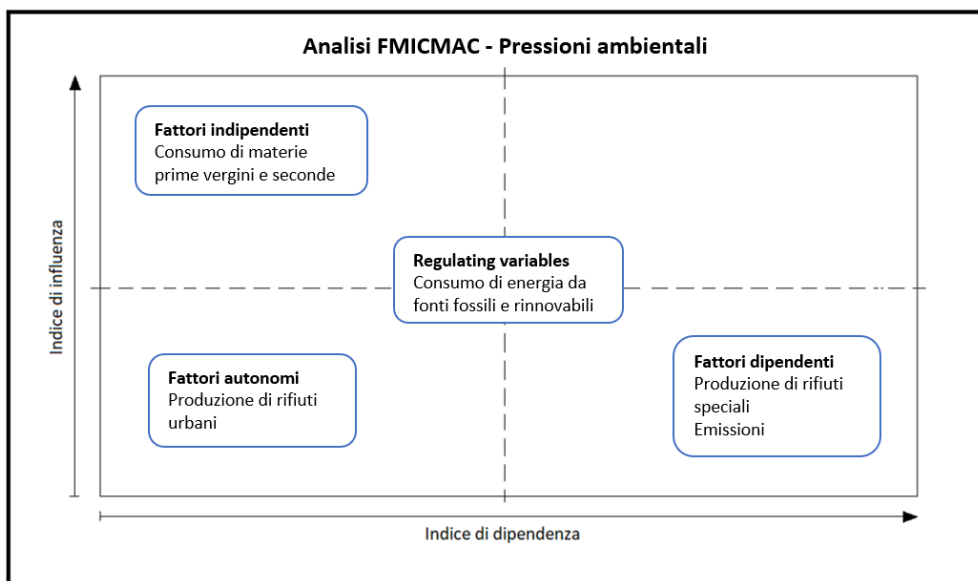 Analisi FMICMAC - Pressioni ambientali
Fattori indipendenti
Consumo di materie
prime vergini e seconde
Regulating variables
Consumo di energia da
fonti fossili e rinnovabili
Fattori autonomi
Produzione di rifiuti
urbani
Fattori dipendenti
Produzione di rifiuti
speciali
Emissioni
Indice di influenza
Indice di dipendenza